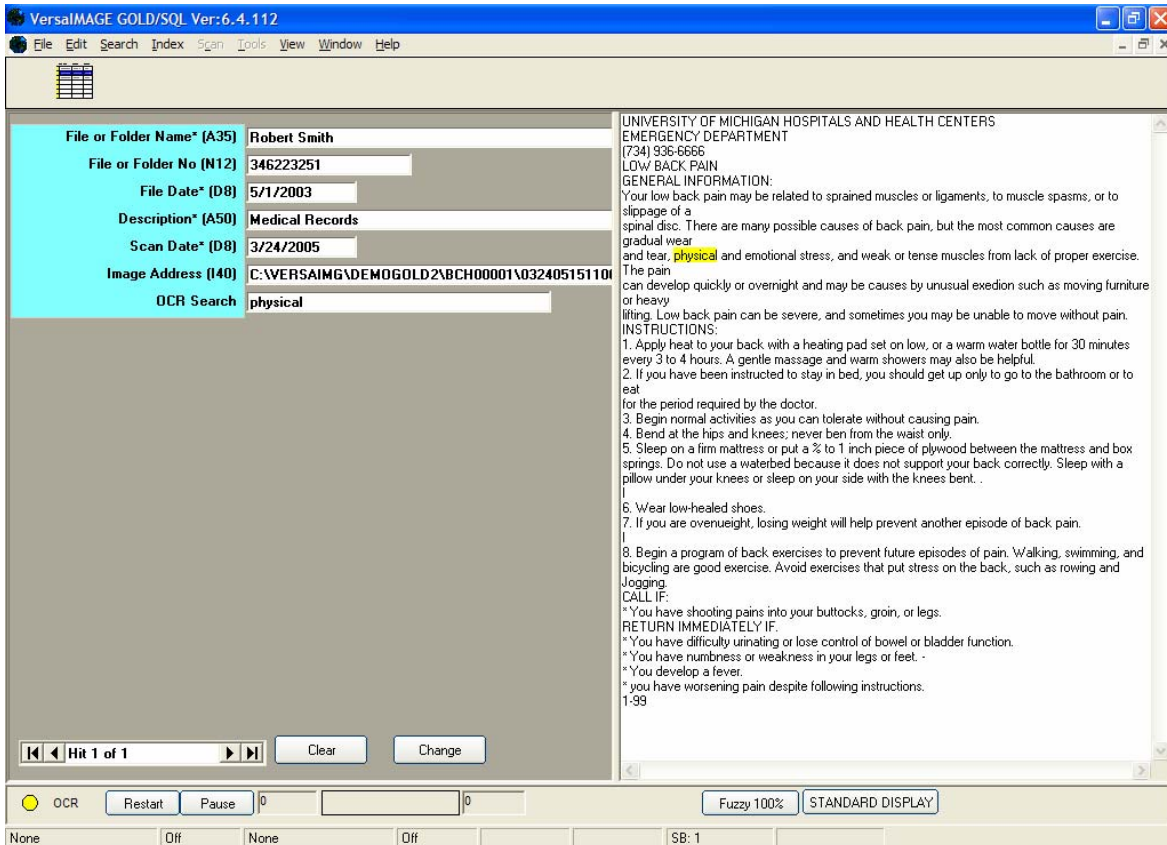 VersaIMAGE GOLD/SQL Ver:6.4.112
File Edit Search Index Scan Tools View Window Help
File or Folder Name* (A35) Robert Smith
File or Folder No (N12) 346223251
File Date* (D8) 5/1/2003
Description* (A50) Medical Records
Scan Date* (D8) 3/24/2005
Image Address (I40) C:\VERSAIMG\DEMOGOLD2\BCH00001\03240515110
OCR Search physical
UNIVERSITY OF MICHIGAN HOSPITALS AND HEALTH CENTERS
EMERGENCY DEPARTMENT
(734) 936-6666
LOW BACK PAIN
GENERAL INFORMATION:
Your low back pain may be related to sprained muscles or ligaments, to muscle spasms, or to
slippage of a
spinal disc. There are many possible causes of back pain, but the most common causes are
gradual wear
and tear, physical and emotional stress, and weak or tense muscles from lack of proper exercise.
The pain
can develop quickly or overnight and may be causes by unusual exedion such as moving furniture
or heavy
lifting. Low back pain can be severe, and sometimes you may be unable to move without pain.
INSTRUCTIONS:
1. Apply heat to your back with a heating pad set on low, or a warm water bottle for 30 minutes
every 3 to 4 hours. A gentle massage and warm showers may also be helpful.
2. If you have been instructed to stay in bed, you should get up only to go to the bathroom or to
eat
for the period required by the doctor.
3. Begin normal activities as you can tolerate without causing pain.
4. Bend at the hips and knees; never ben from the waist only.
5. Sleep on a firm mattress or put a % to 1 inch piece of plywood between the mattress and box
springs. Do not use a waterbed because it does not support your back correctly. Sleep with a
pillow under your knees or sleep on your side with the knees bent. .
I
6. Wear low-healed shoes.
7. If you are ovenueight, losing weight will help prevent another episode of back pain.
I
8. Begin a program of back exercises to prevent future episodes of pain. Walking, swimming, and
bicycling are good exercise. Avoid exercises that put stress on the back, such as rowing and
Jogging.
CALL IF:
* You have shooting pains into your buttocks, groin, or legs.
RETURN IMMEDIATELY IF.
* You have difficulty urinating or lose control of bowel or bladder function.
* You have numbness or weakness in your legs or feet. -
* You develop a fever.
* you have worsening pain despite following instructions.
1-99
Hit 1 of 1 Clear Change
OCR Restart Pause 0 0 Fuzzy 100% STANDARD DISPLAY
None Off None Off SB: 1